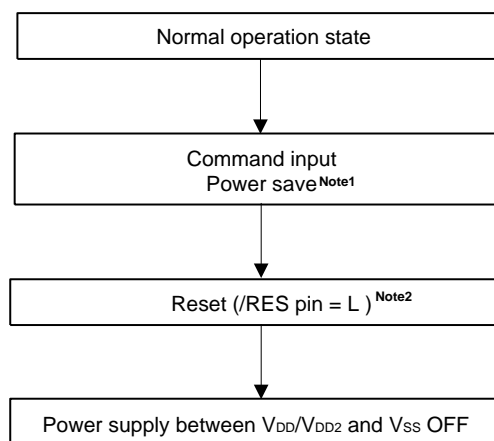 Normal operation state
Command input
Power save Note1
Reset (/RES pin = L ) Note2
Power supply between VDD/VDD2 and VSS OFF